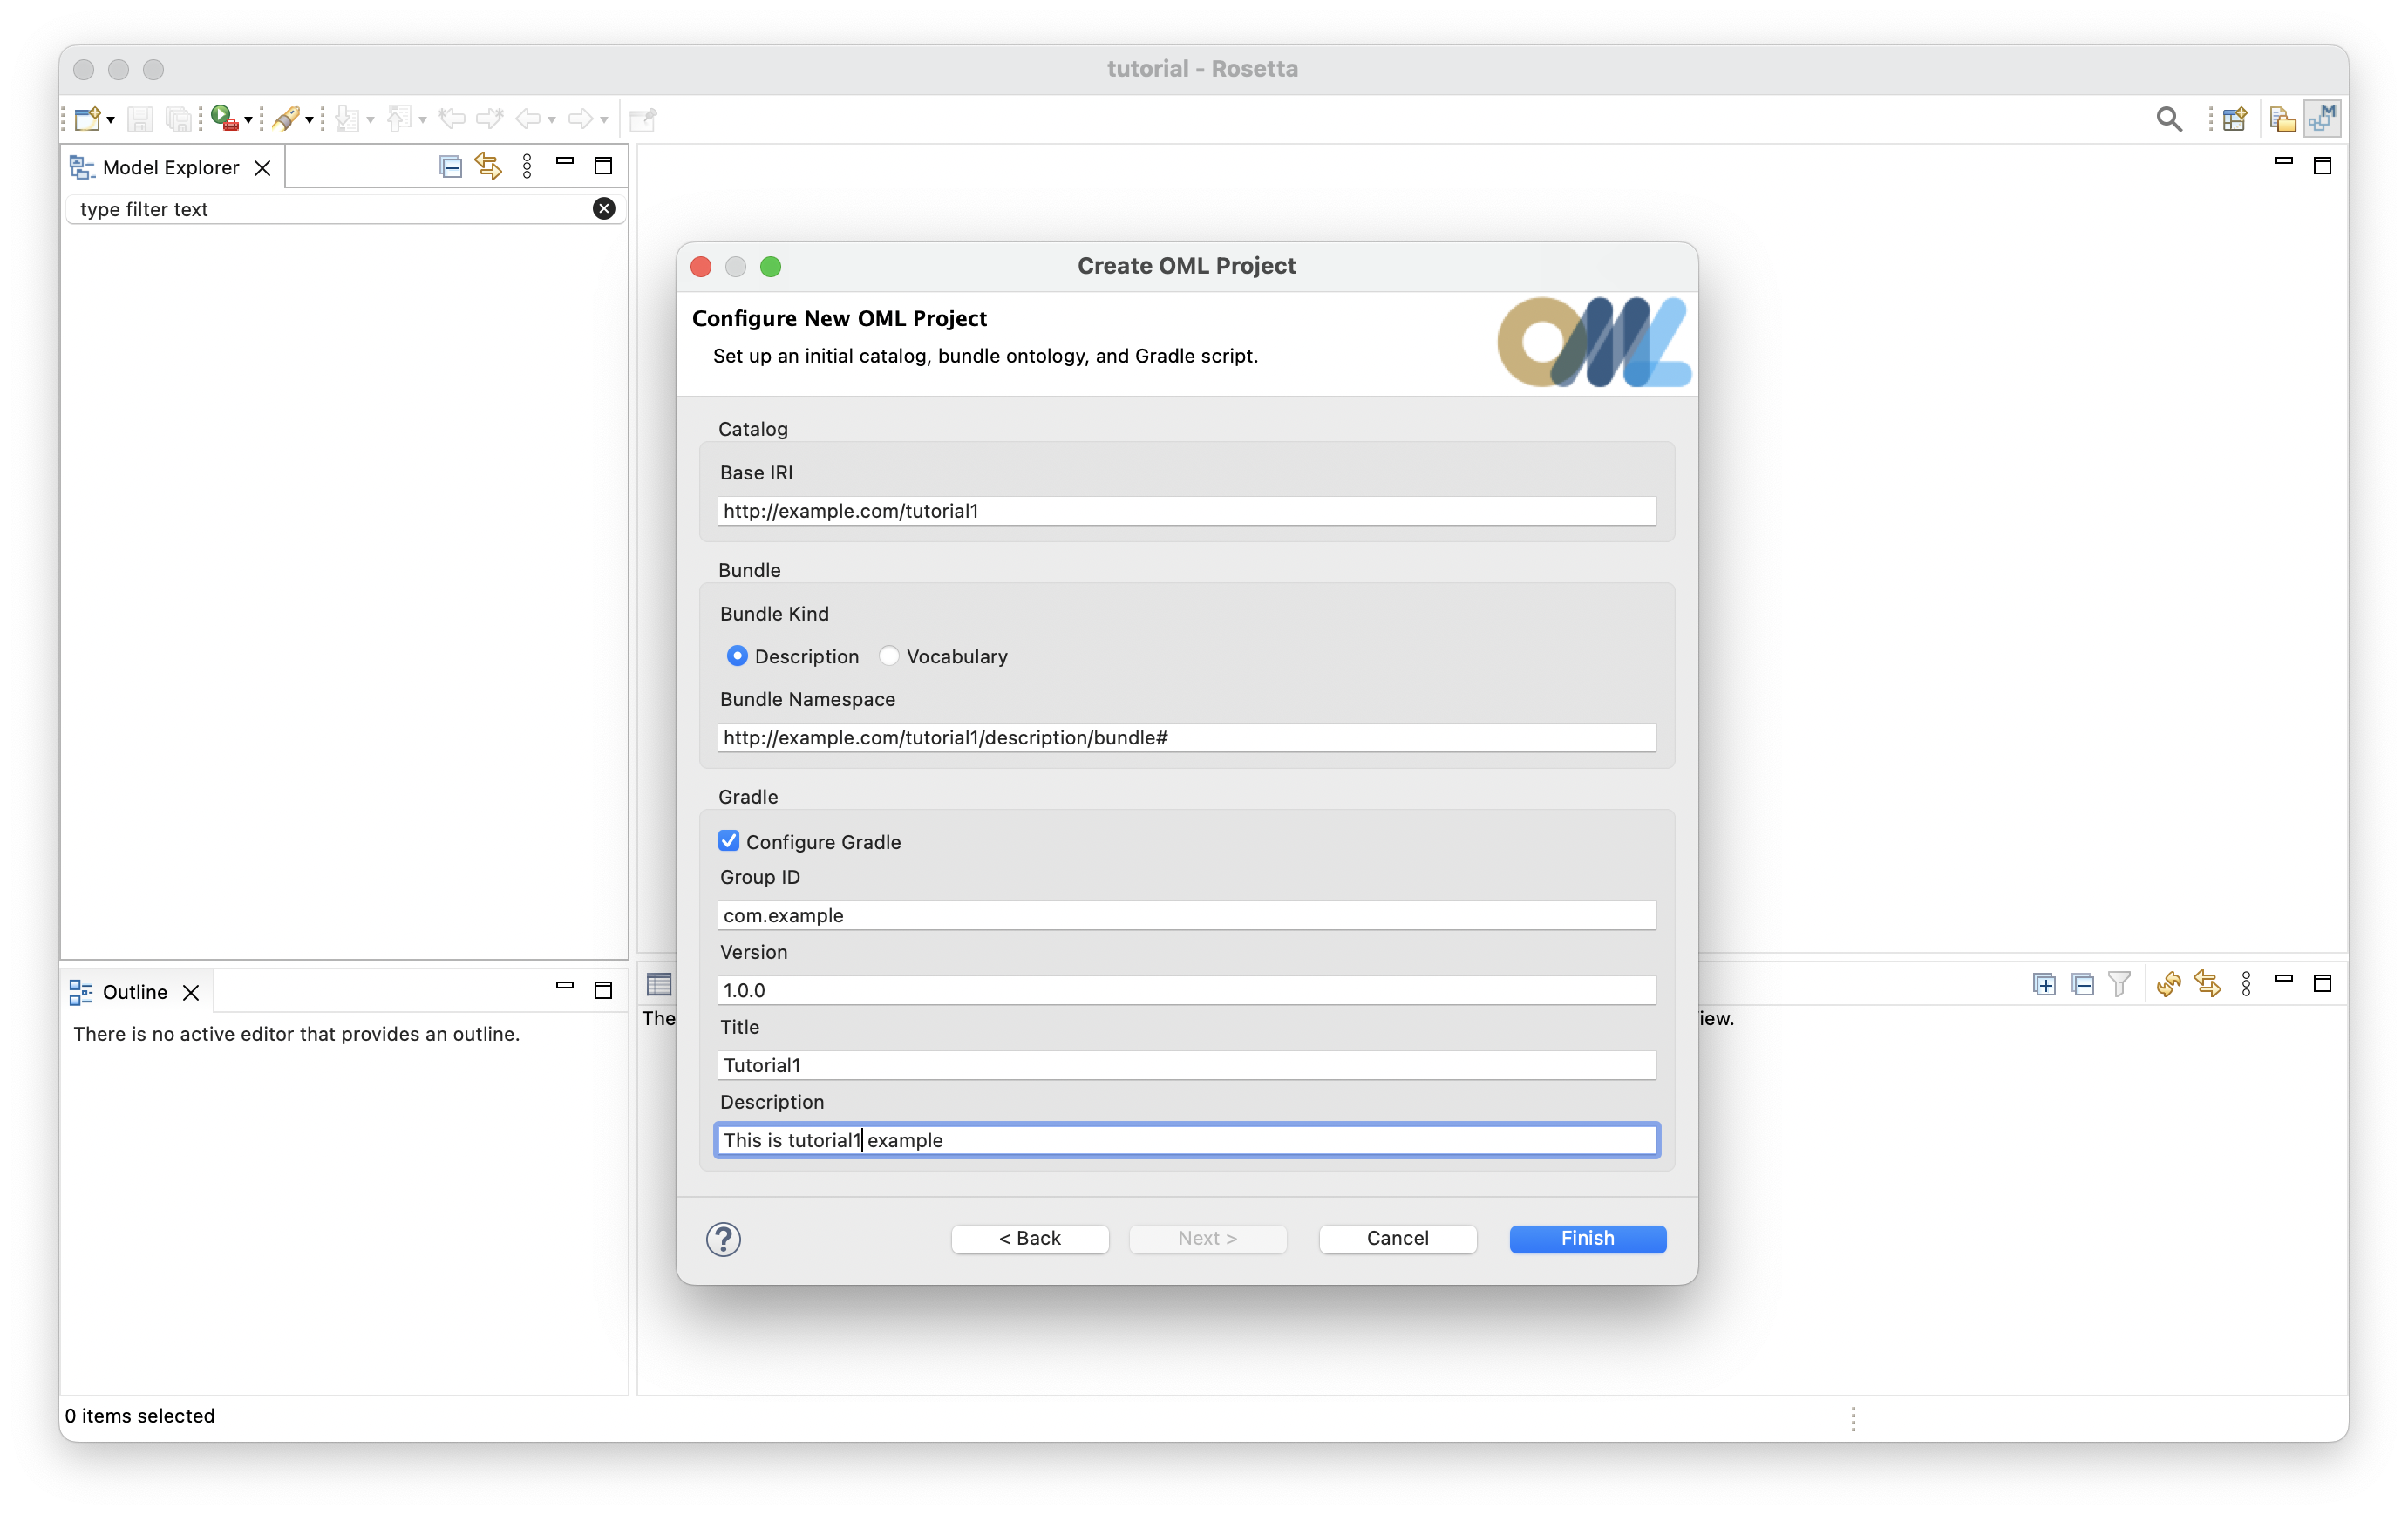 tutorial - Rosetta
M
Model Explorer
type filter text
Create OML Project
Configure New OML Project
Set up an initial catalog, bundle ontology, and Gradle script.
OML
Catalog
Base IRI
http://example.com/tutorial1
Bundle
Bundle Kind
Description Vocabulary
Bundle Namespace
http://example.com/tutorial1/description/bundle#
Gradle
Configure Gradle
Group ID
com.example
Version
1.0.0
Title
Tutorial1
Description
This is tutorial1 example
? < Back Next > Cancel Finish
Outline
There is no active editor that provides an outline.
The
iew.
0 items selected